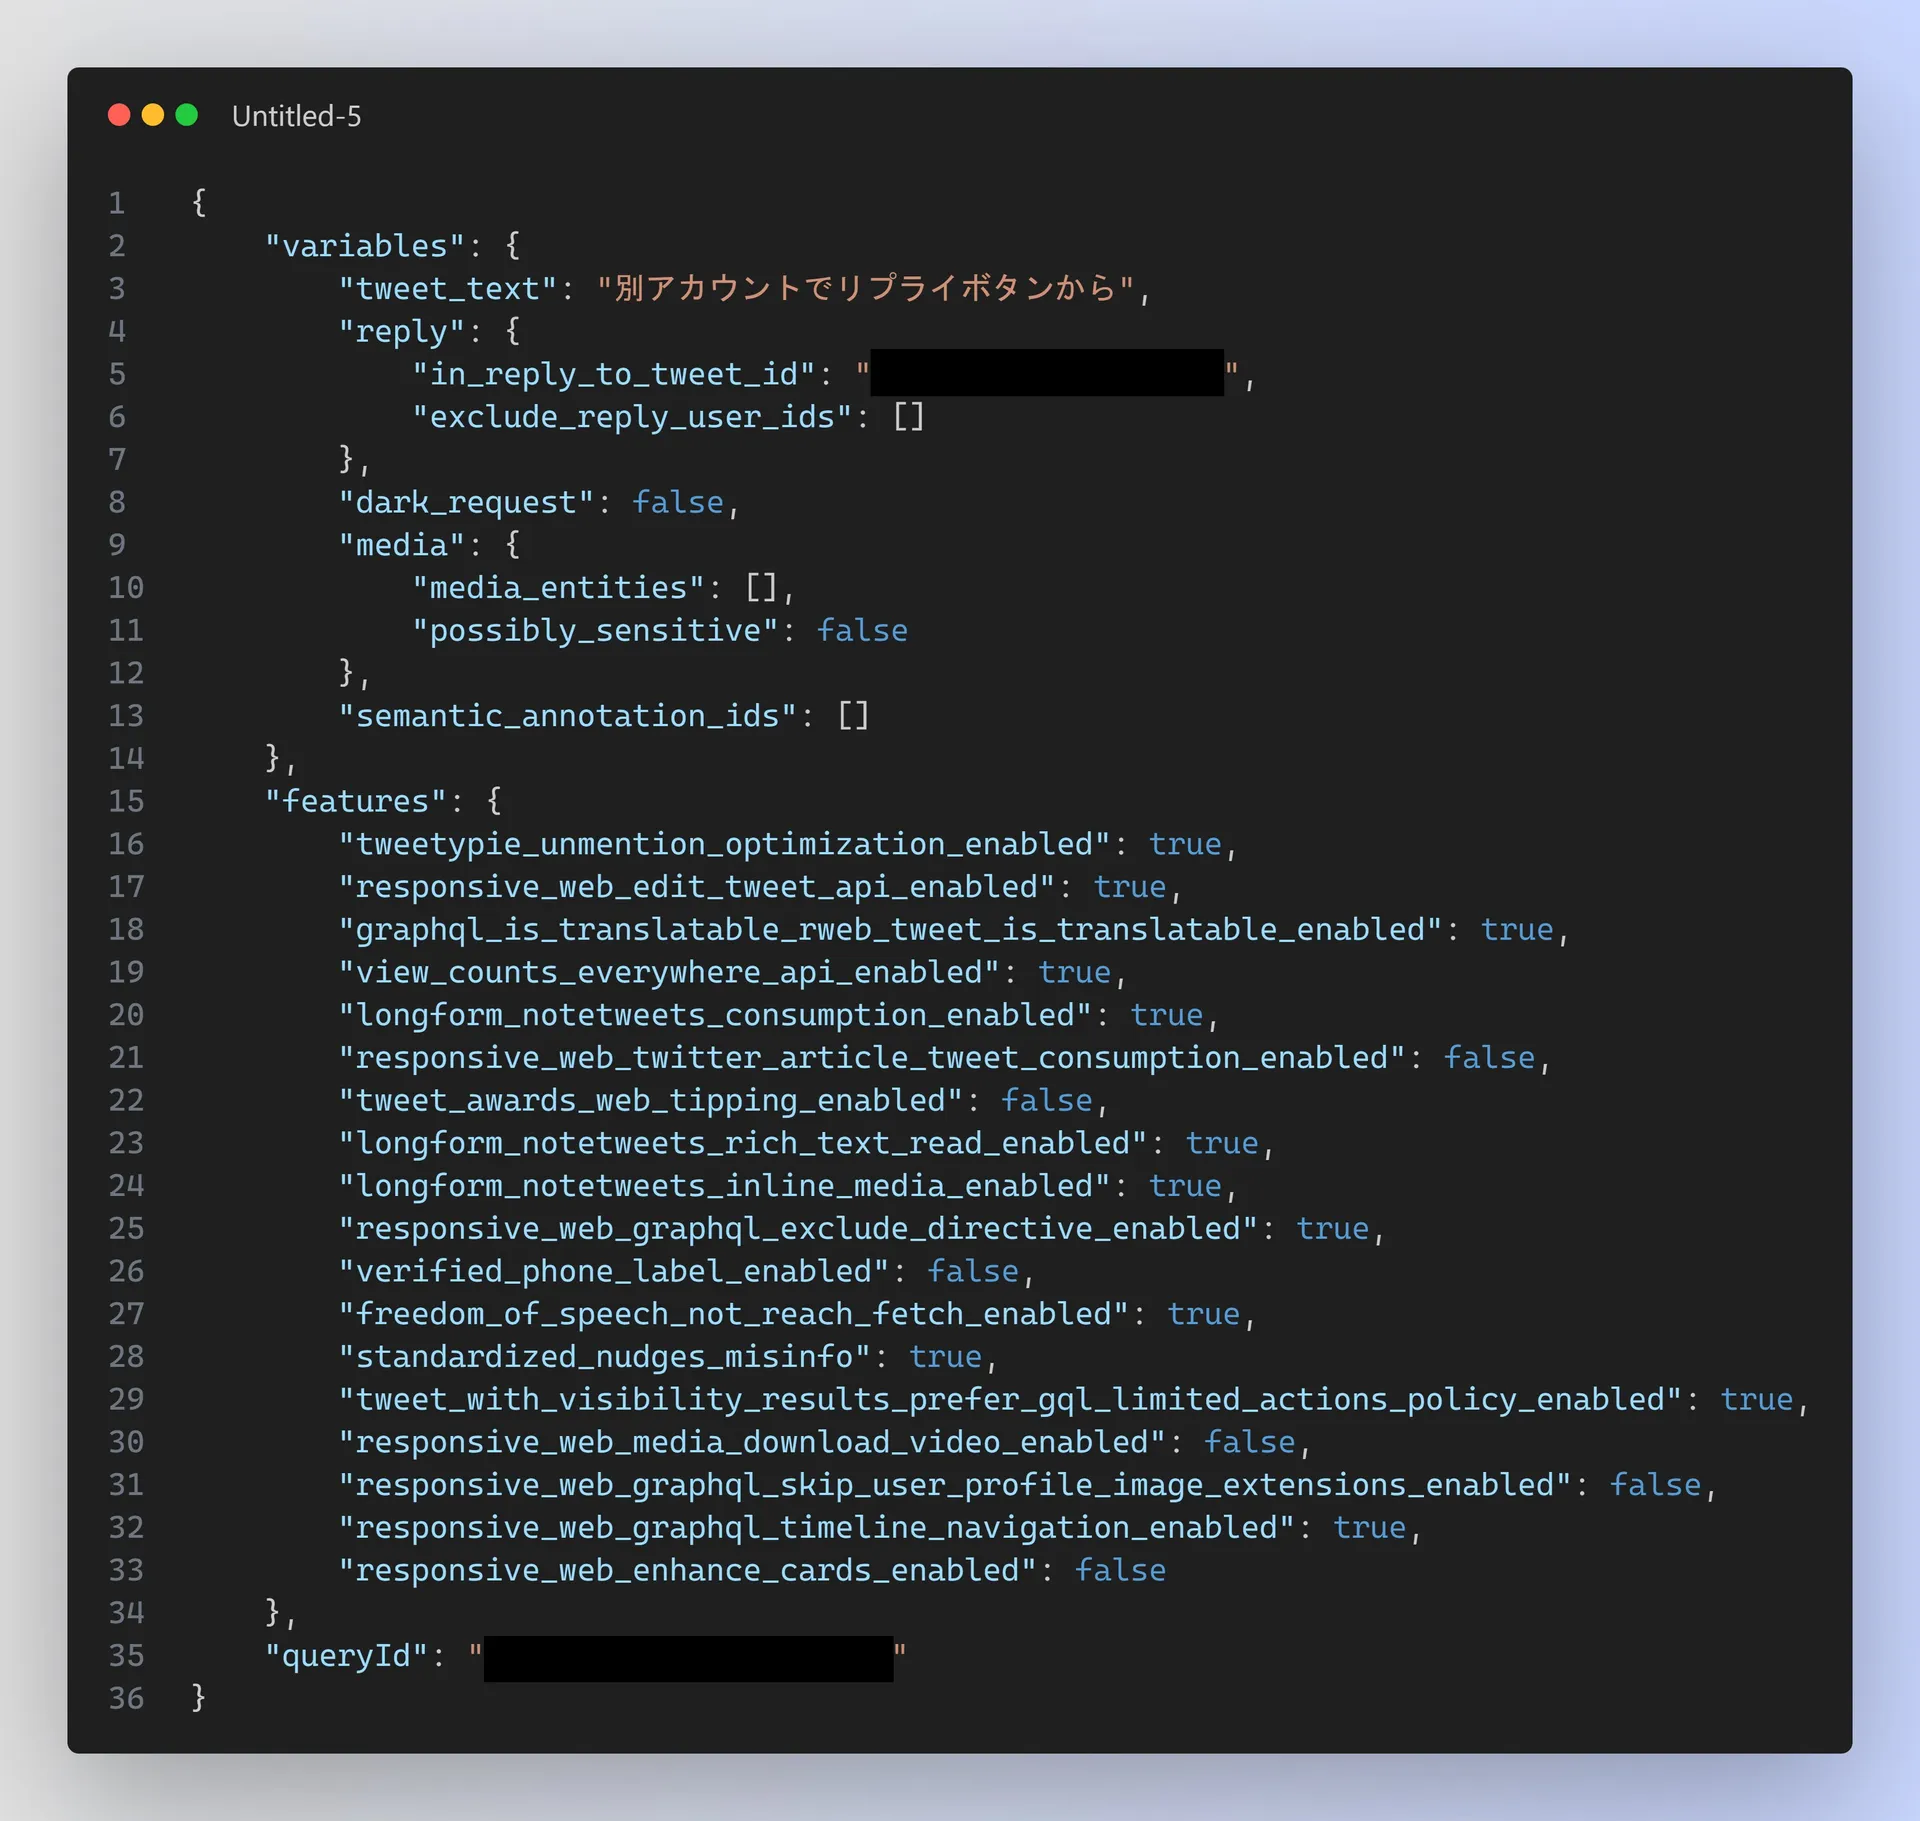 Untitled-5
1 {
2 "variables": {
3 "tweet_text": "別アカウントでリプライボタンから",
4 "reply": {
5 "in_reply_to_tweet_id": "",
6 "exclude_reply_user_ids": []
7 },
8 "dark_request": false,
9 "media": {
10 "media_entities": [],
11 "possibly_sensitive": false
12 },
13 "semantic_annotation_ids": []
14 },
15 "features": {
16 "tweetypie_unmention_optimization_enabled": true,
17 "responsive_web_edit_tweet_api_enabled": true,
18 "graphql_is_translatable_rweb_tweet_is_translatable_enabled": true,
19 "view_counts_everywhere_api_enabled": true,
20 "longform_notetweets_consumption_enabled": true,
21 "responsive_web_twitter_article_tweet_consumption_enabled": false,
22 "tweet_awards_web_tipping_enabled": false,
23 "longform_notetweets_rich_text_read_enabled": true,
24 "longform_notetweets_inline_media_enabled": true,
25 "responsive_web_graphql_exclude_directive_enabled": true,
26 "verified_phone_label_enabled": false,
27 "freedom_of_speech_not_reach_fetch_enabled": true,
28 "standardized_nudges_misinfo": true,
29 "tweet_with_visibility_results_prefer_gql_limited_actions_policy_enabled": true,
30 "responsive_web_media_download_video_enabled": false,
31 "responsive_web_graphql_skip_user_profile_image_extensions_enabled": false,
32 "responsive_web_graphql_timeline_navigation_enabled": true,
33 "responsive_web_enhance_cards_enabled": false
34 },
35 "queryId": ""
36 }